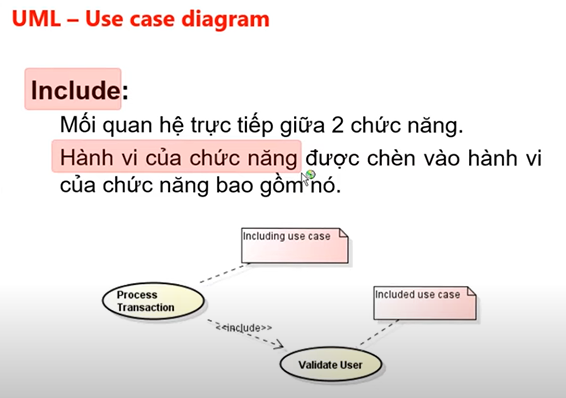 UML – Use case diagram
Include:
Mối quan hệ trực tiếp giữa 2 chức năng.
Hành vi của chức năng được chèn vào hành vi
của chức năng bao gồm nó.
Including use case
Process
Transaction
Included use case
<<include>>
Validate User